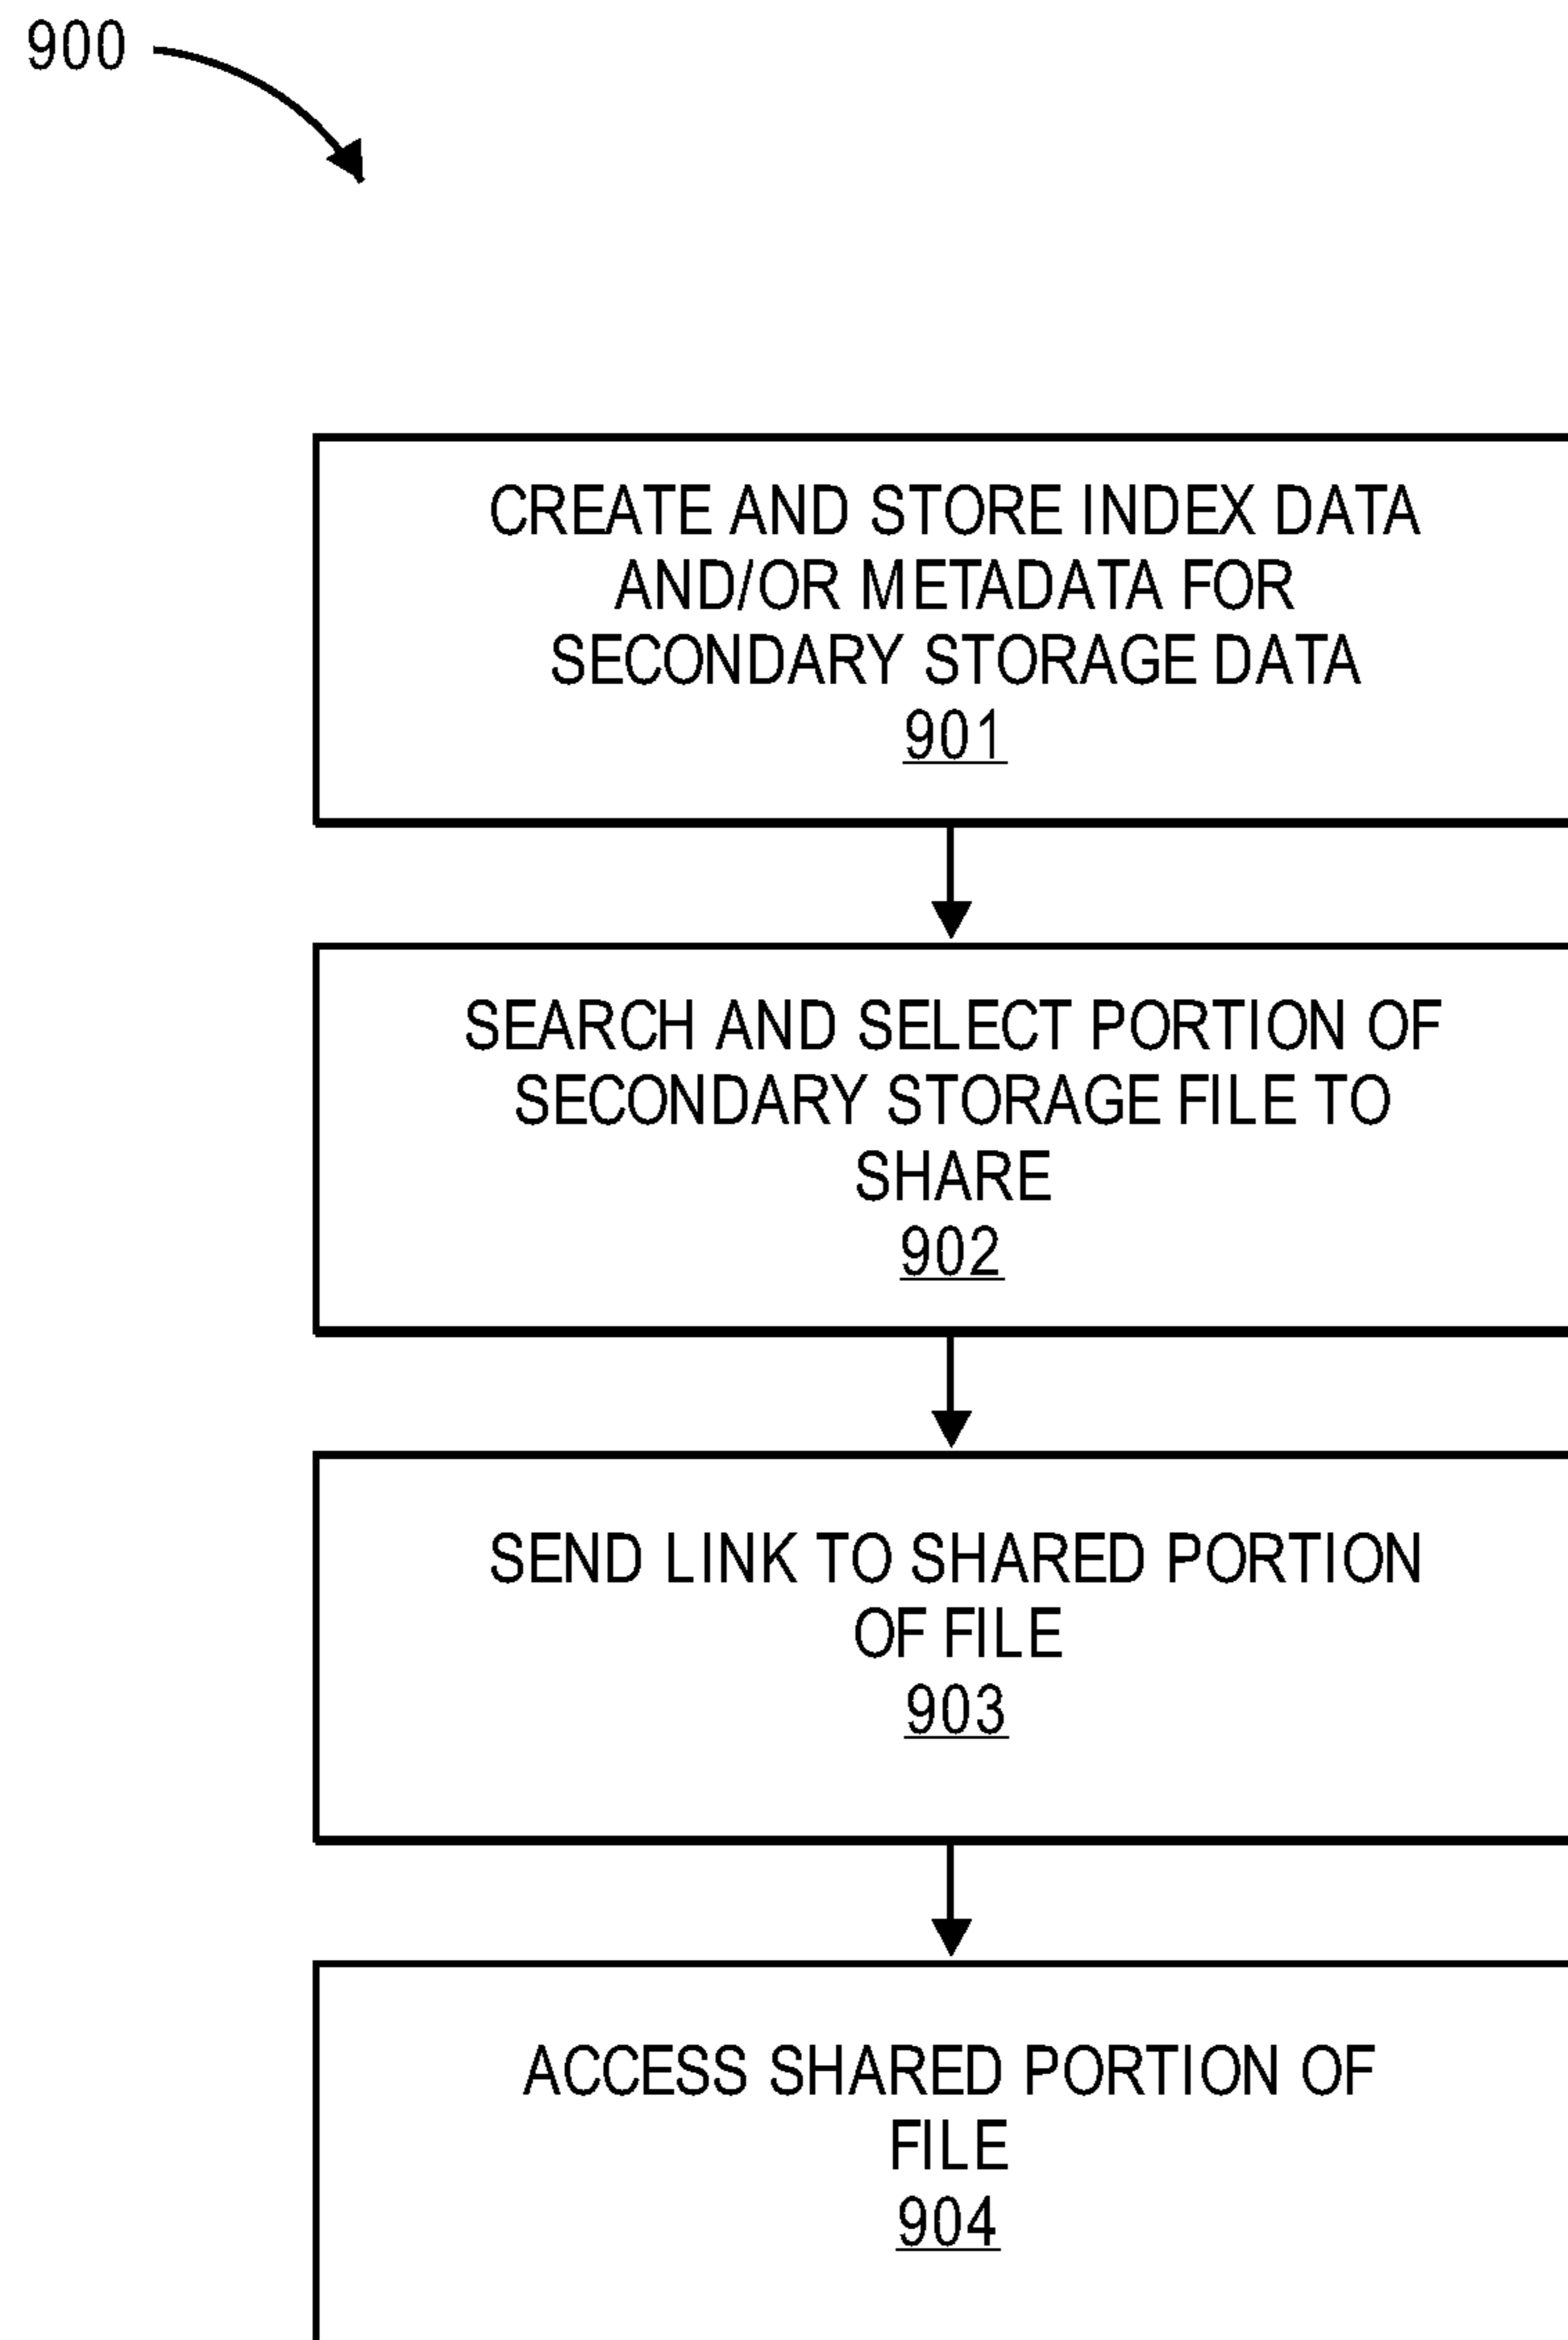 900
CREATE AND STORE INDEX DATA
AND/OR METADATA FOR
SECONDARY STORAGE DATA
901
SEARCH AND SELECT PORTION OF
SECONDARY STORAGE FILE TO
SHARE
902
SEND LINK TO SHARED PORTION
OF FILE
903
ACCESS SHARED PORTION OF
FILE
904